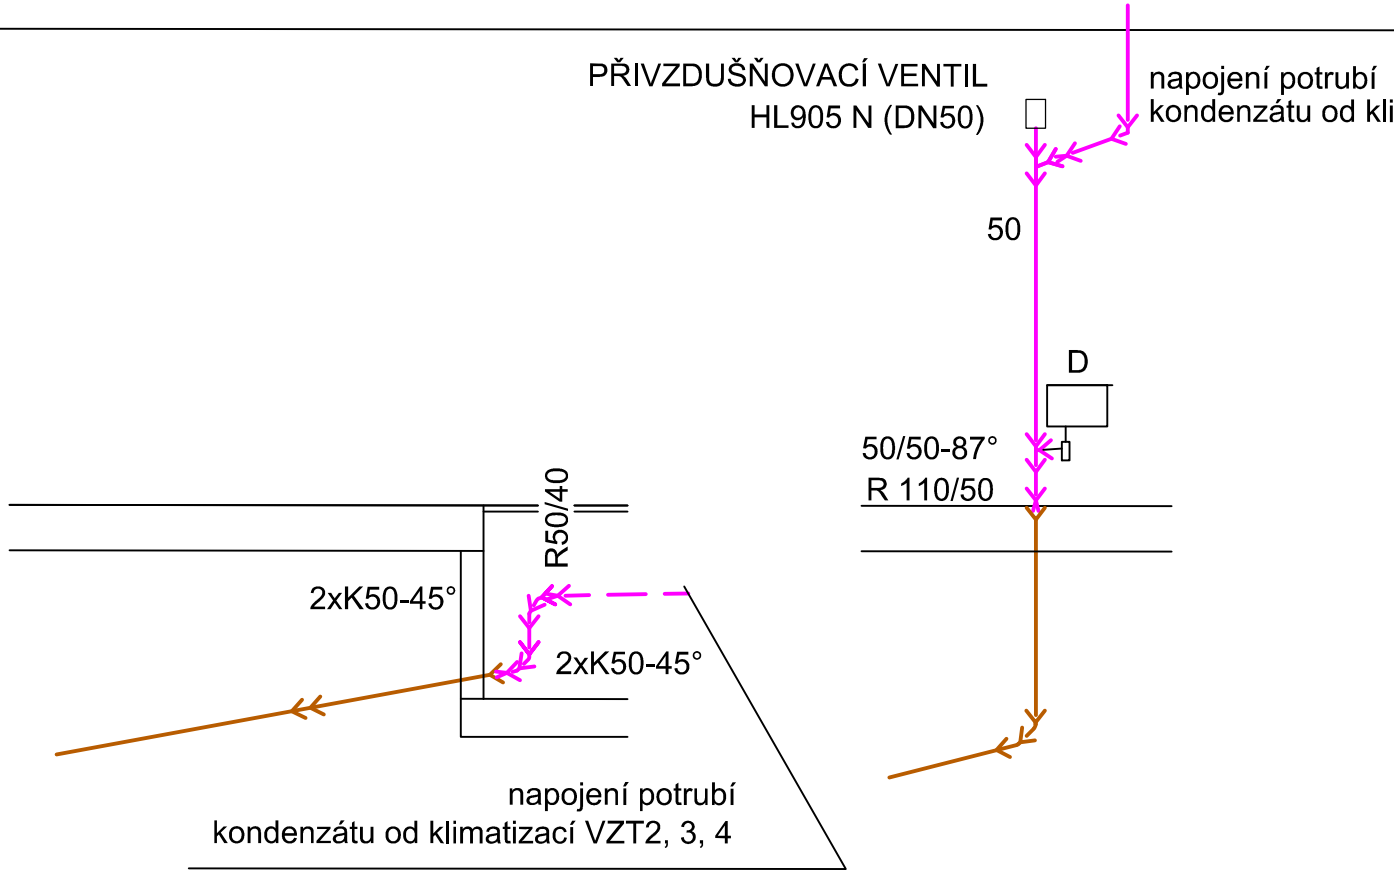 PŘIVZDUŠŇOVACÍ VENTIL
HL905 N (DN50)
napojení potrubí
kondenzátu od kli
50
D
50/50-87°
R 110/50
R50/40
2xK50-45°
2xK50-45°
napojení potrubí
kondenzátu od klimatizací VZT2, 3, 4